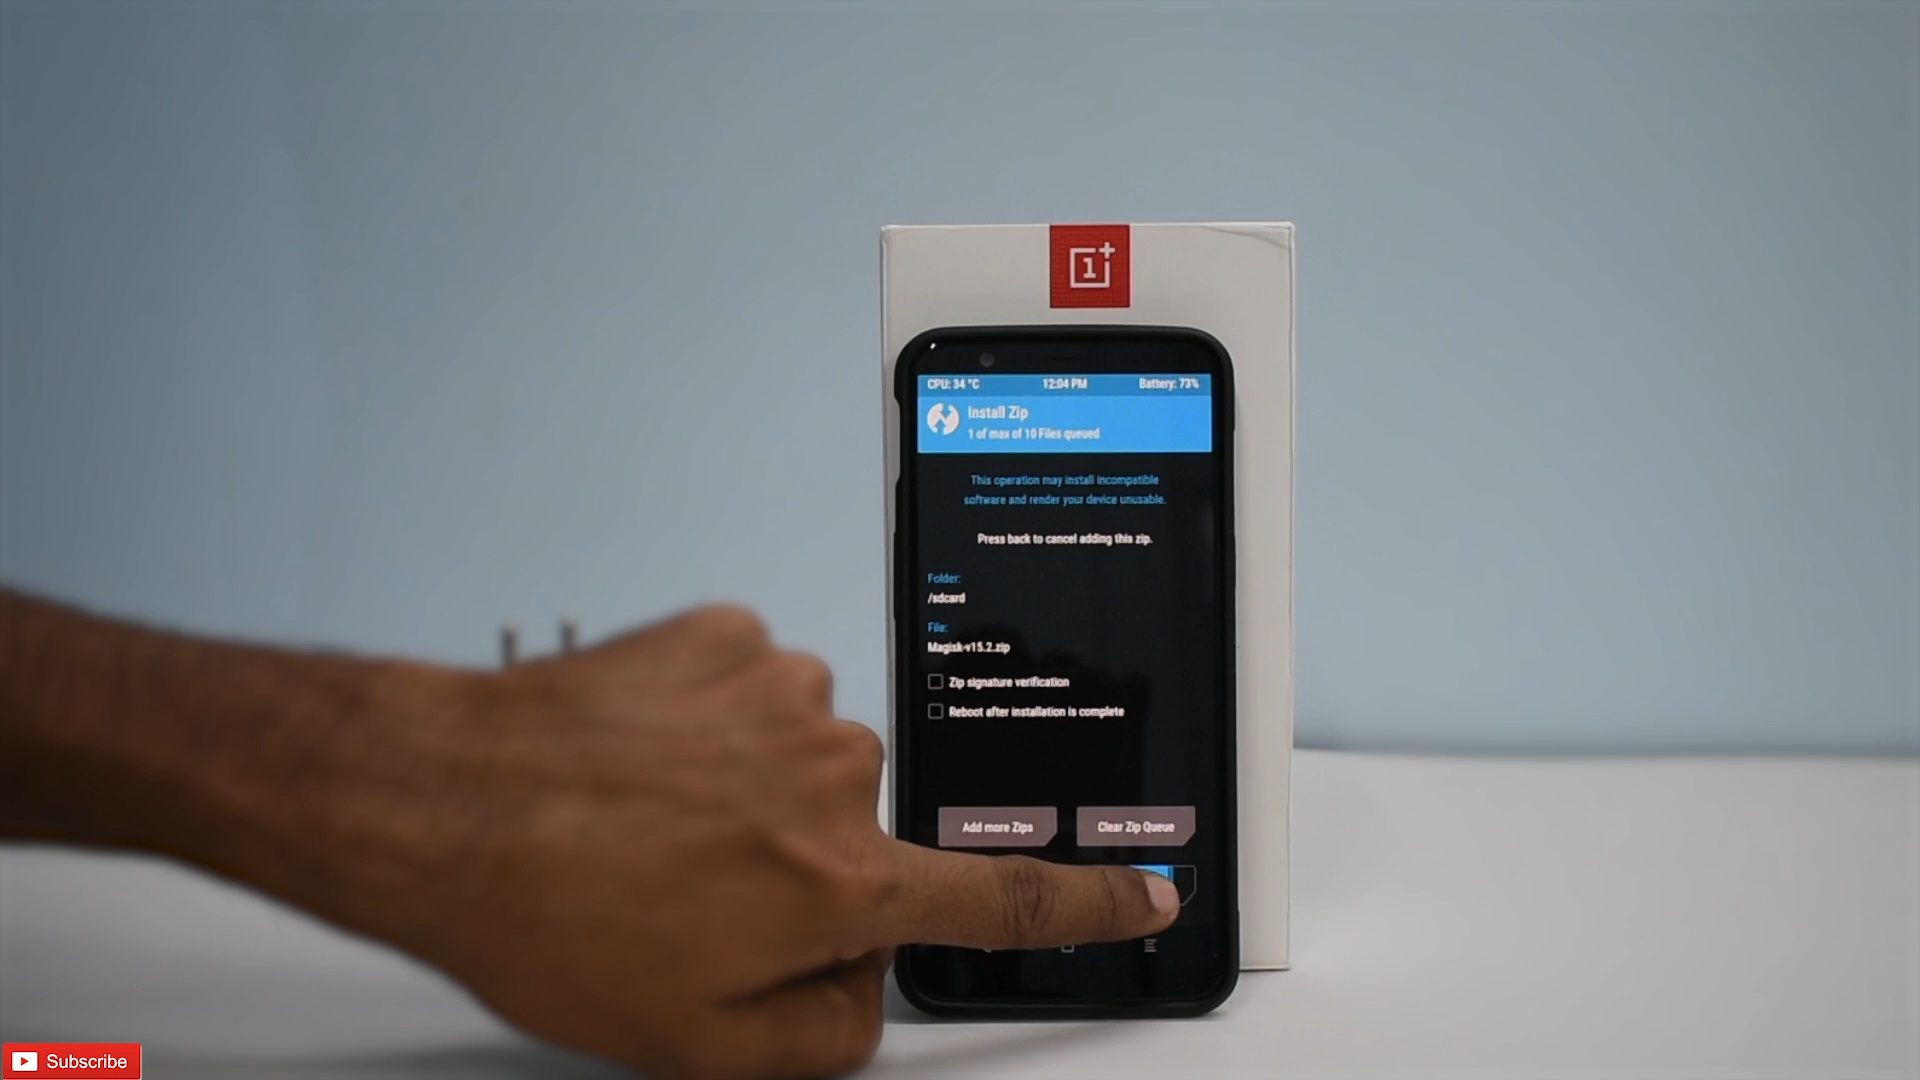 1+
CPU: 34 °C 12:04 PM Battery: 73%
Install Zip
1 of max of 10 Files queued
This operation may install incompatible
software and render your device unusable.
Press back to cancel adding this zip.
Folder:
/sdcard
File:
Magisk-v15.2.zip
Zip signature verification
Reboot after installation is complete
Add more Zips
Clear Zip Queue
Subscribe